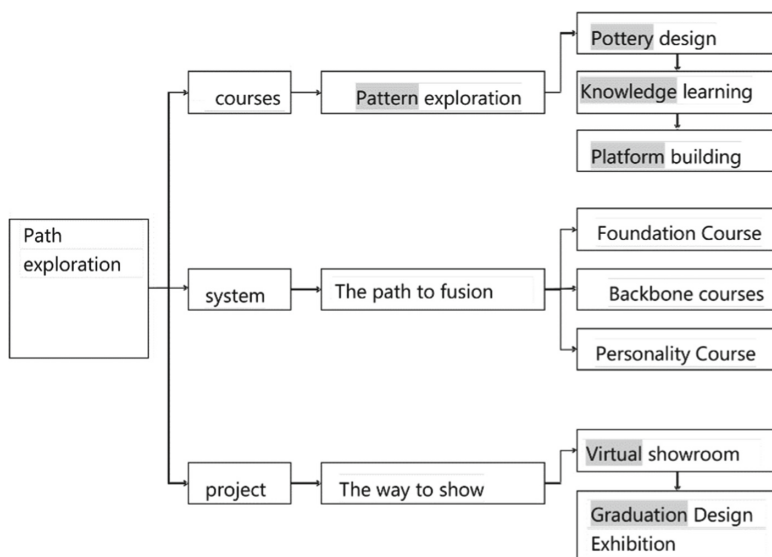 Path
exploration
courses
Pattern exploration
Pottery design
Knowledge learning
Platform building
system
The path to fusion
Foundation Course
Backbone courses
Personality Course
project
The way to show
Virtual showroom
Graduation Design
Exhibition